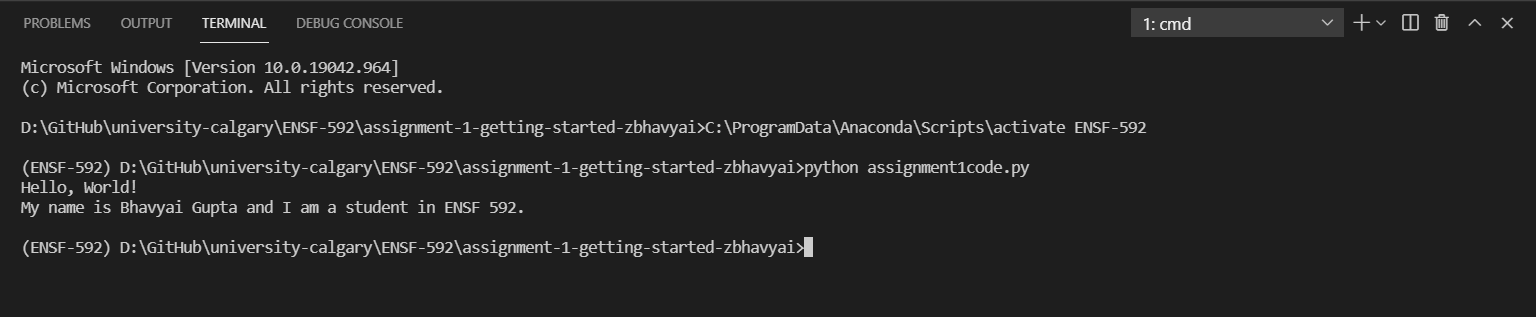 PROBLEMS OUTPUT TERMINAL DEBUG CONSOLE 1: cmd
Microsoft Windows [Version 10.0.19042.964]
(c) Microsoft Corporation. All rights reserved.
D:\GitHub\university-calgary\ENSF-592\assignment-1-getting-started-zbhavyai>C:\ProgramData\Anaconda\Scripts\activate ENSF-592
(ENSF-592) D:\GitHub\university-calgary\ENSF-592\assignment-1-getting-started-zbhavyai>python assignment1code.py
Hello, World!
My name is Bhavyai Gupta and I am a student in ENSF 592.
(ENSF-592) D:\GitHub\university-calgary\ENSF-592\assignment-1-getting-started-zbhavyai>